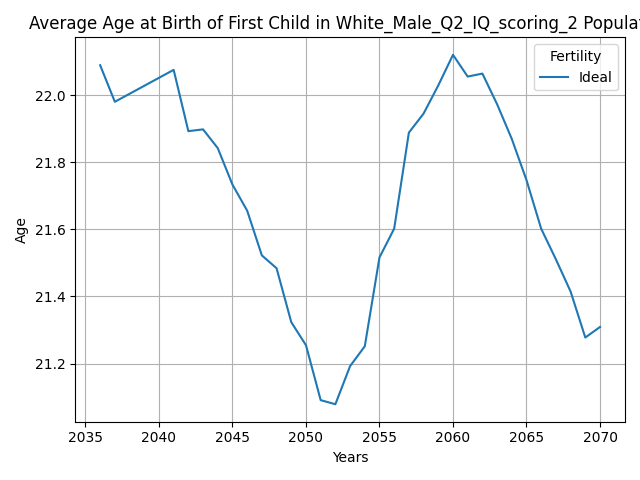 Average Age at Birth of First Child in White_Male_Q2_IQ_scoring_2 Popula
Fertility
Ideal
22.0
21.8
21.6
21.4
21.2
Age
2035 2040 2045 2050 2055 2060 2065 2070
Years